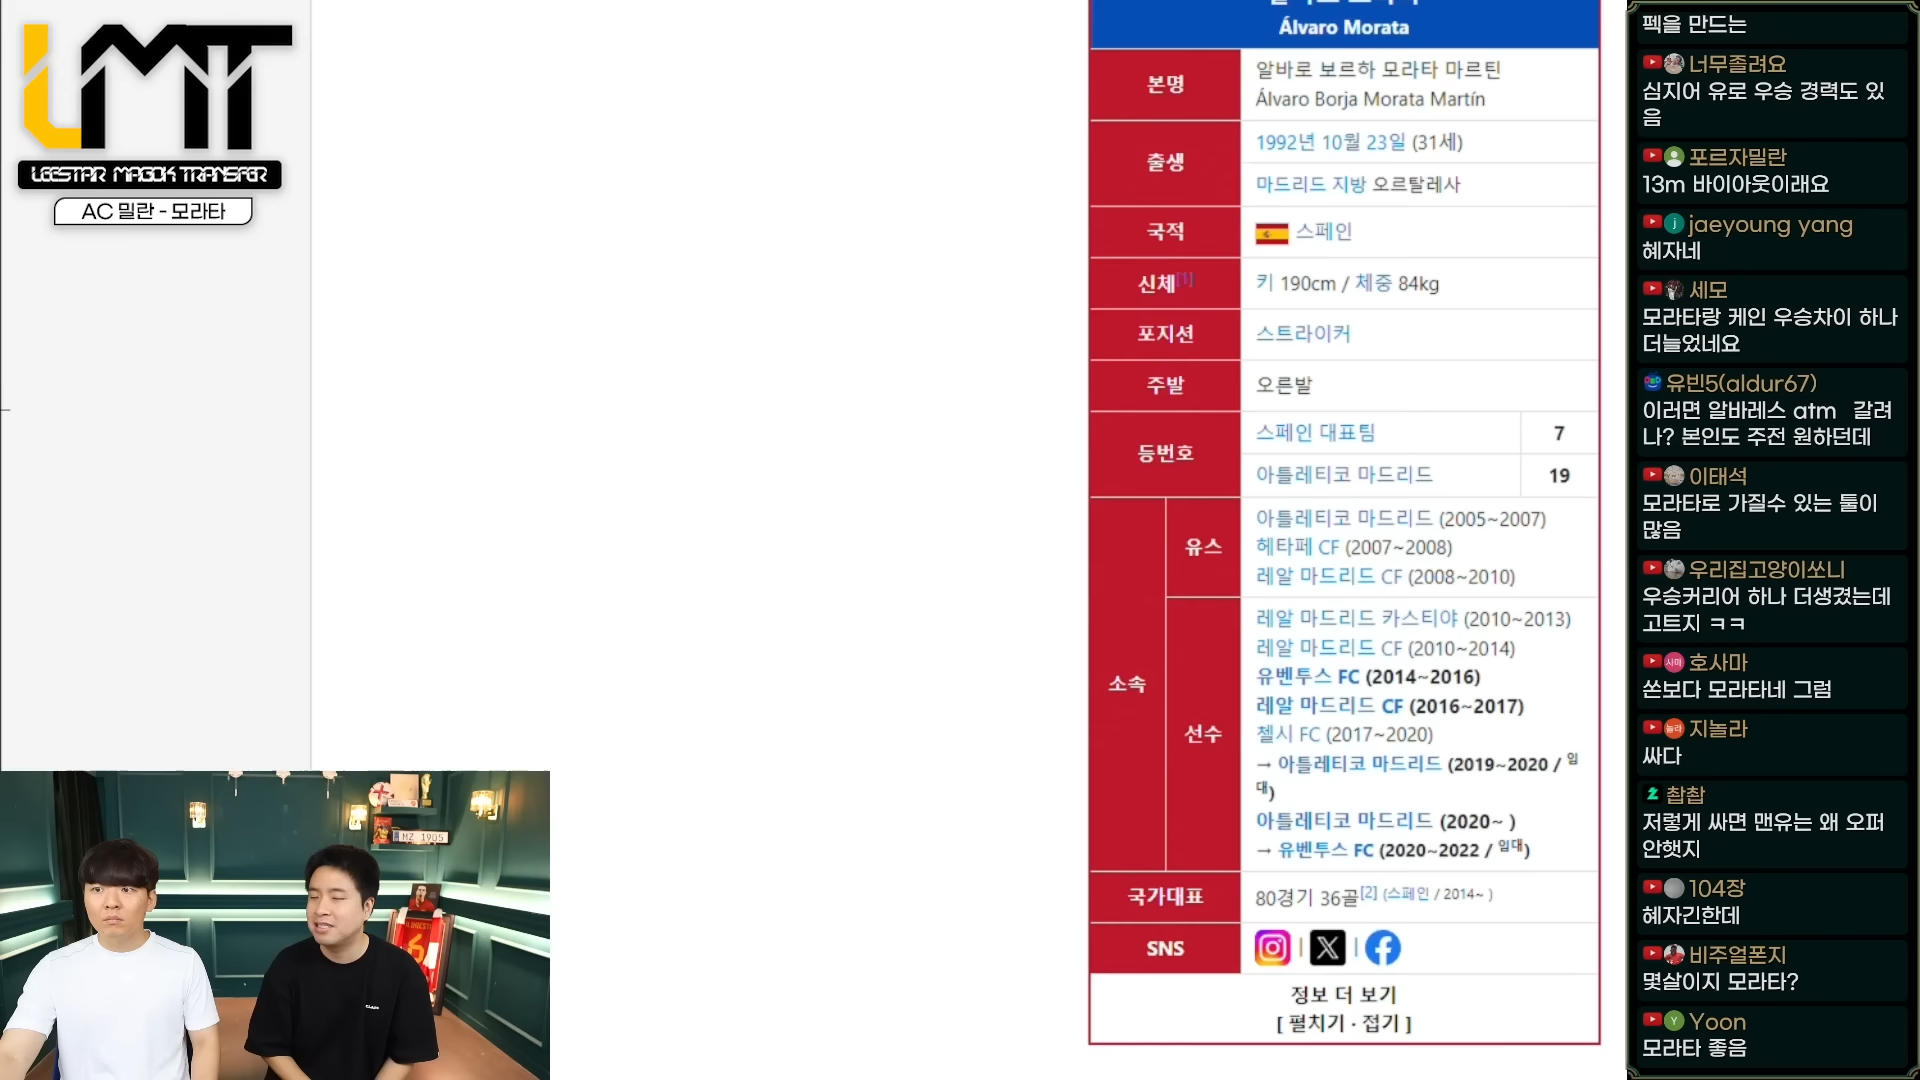 LMT
LEESTAR MAGOK TRANSFER
AC 밀란 - 모라타
Álvaro Morata
본명
알바로 보르하 모라타 마르틴
Álvaro Borja Morata Martín
출생
1992년 10월 23일 (31세)
마드리드 지방 오르탈레사
국적
스페인
신체[1]
키 190cm / 체중 84kg
포지션
스트라이커
주발
오른발
등번호
스페인 대표팀 7
아틀레티코 마드리드 19
소속
유스
아틀레티코 마드리드 (2005~2007)
헤타페 CF (2007~2008)
레알 마드리드 CF (2008~2010)
선수
레알 마드리드 카스티야 (2010~2013)
레알 마드리드 CF (2010~2014)
유벤투스 FC (2014~2016)
레알 마드리드 CF (2016~2017)
첼시 FC (2017~2020)
→ 아틀레티코 마드리드 (2019~2020 / 임
대)
아틀레티코 마드리드 (2020~ )
→ 유벤투스 FC (2020~2022 / 임대)
국가대표
80경기 36골[2] (스페인 / 2014~ )
SNS
정보 더 보기
[ 펼치기 · 접기 ]
펙을 만드는
너무졸려요
심지어 유로 우승 경력도 있
음
포르자밀란
13m 바이아웃이래요
jaeyoung yang
혜자네
세모
모라타랑 케인 우승차이 하나
더늘었네요
유빈5(aldur67)
이러면 알바레스 atm 갈려
나? 본인도 주전 원하던데
이태석
모라타로 가질수 있는 툴이
많음
우리집고양이쏘니
우승커리어 하나 더생겼는데
고트지 ㅋㅋ
호사마
쏜보다 모라타네 그럼
지놀라
싸다
촵촵
저렇게 싸면 맨유는 왜 오퍼
안햇지
104장
혜자긴한데
비주얼폰지
몇살이지 모라타?
Yoon
모라타 좋음
MZ 1905
6